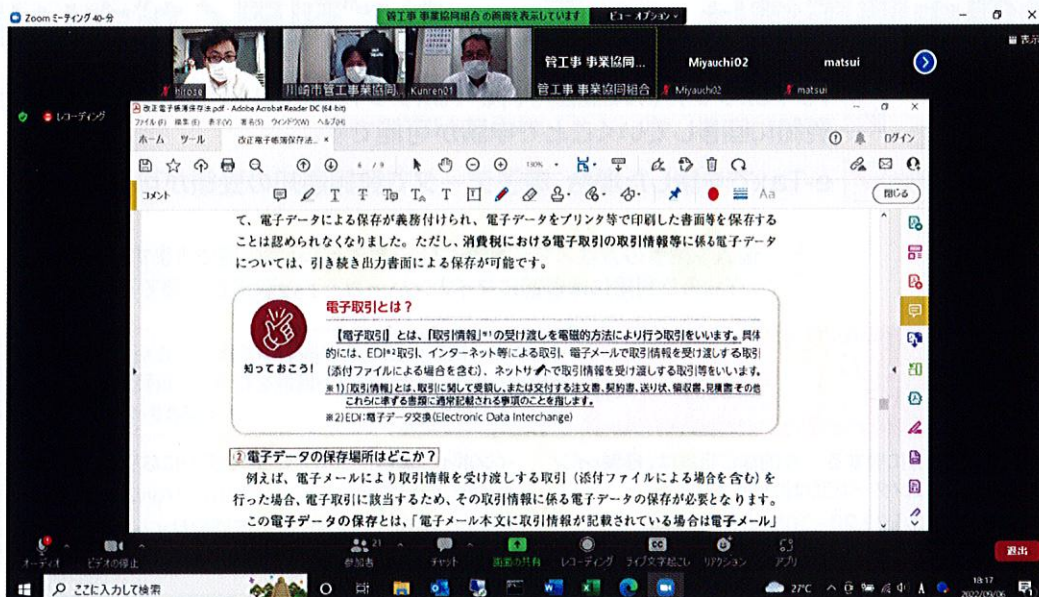 Zoom ミーティング 40-分
管工事 事業協同組合 の画面を表示しています
ビュー オプション
表示
レコーディング
hirose
川崎市管工事業協同...
Kunren01
管工事 事業協同...
管工事 事業協同組合
Miyauchi02
Miyauchi02
matsui
matsui
改正電子帳簿保存法.pdf - Adobe Acrobat Reader DC (64-bit)
ファイル(F) 編集(E) 表示(V) 署名(S) ウィンドウ(W) ヘルプ(H)
ホーム ツール 改正電子帳簿保存法... ×
ログイン
6 / 9
130%
コメント
閉じる
て、電子データによる保存が義務付けられ、電子データをプリンタ等で印刷した書面等を保存する
ことは認められなくなりました。ただし、消費税における電子取引の取引情報等に係る電子データ
については、引き続き出力書面による保存が可能です。
知っておこう!
電子取引とは?
【電子取引】とは、「取引情報」※1の受け渡しを電磁的方法により行う取引をいいます。具体
的には、EDI※2取引、インターネット等による取引、電子メールで取引情報を受け渡しする取引
(添付ファイルによる場合を含む)、ネットサイトで取引情報を受け渡しする取引等をいいます。
※1)「取引情報」とは、取引に関して受領し、または交付する注文書、契約書、送り状、領収書、見積書その他
これらに準ずる書類に通常記載される事項のことを指します。
※2)EDI:電子データ交換(Electronic Data Interchange)
②電子データの保存場所はどこか?
例えば、電子メールにより取引情報を受け渡しする取引(添付ファイルによる場合を含む)を
行った場合、電子取引に該当するため、その取引情報に係る電子データの保存が必要となります。
この電子データの保存とは、「電子メール本文に取引情報が記載されている場合は電子メール」
オーディオ
ビデオの停止
21
参加者
チャット
画面の共有
レコーディング
ライブ文字起こし
リアクション
アプリ
退出
ここに入力して検索
27℃
18:17
2022/09/06